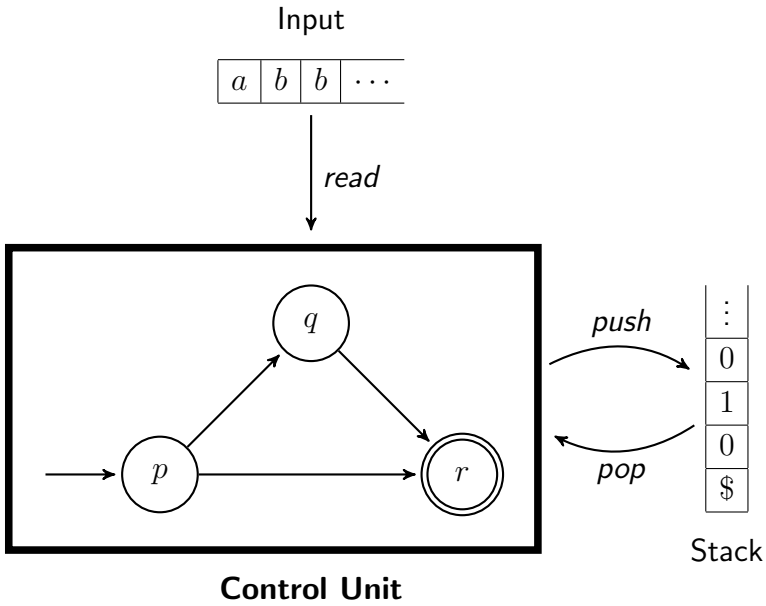 Input
a b b ⋯
read
q
p
r
push
pop
⋮
0
1
0
$
Stack
Control Unit